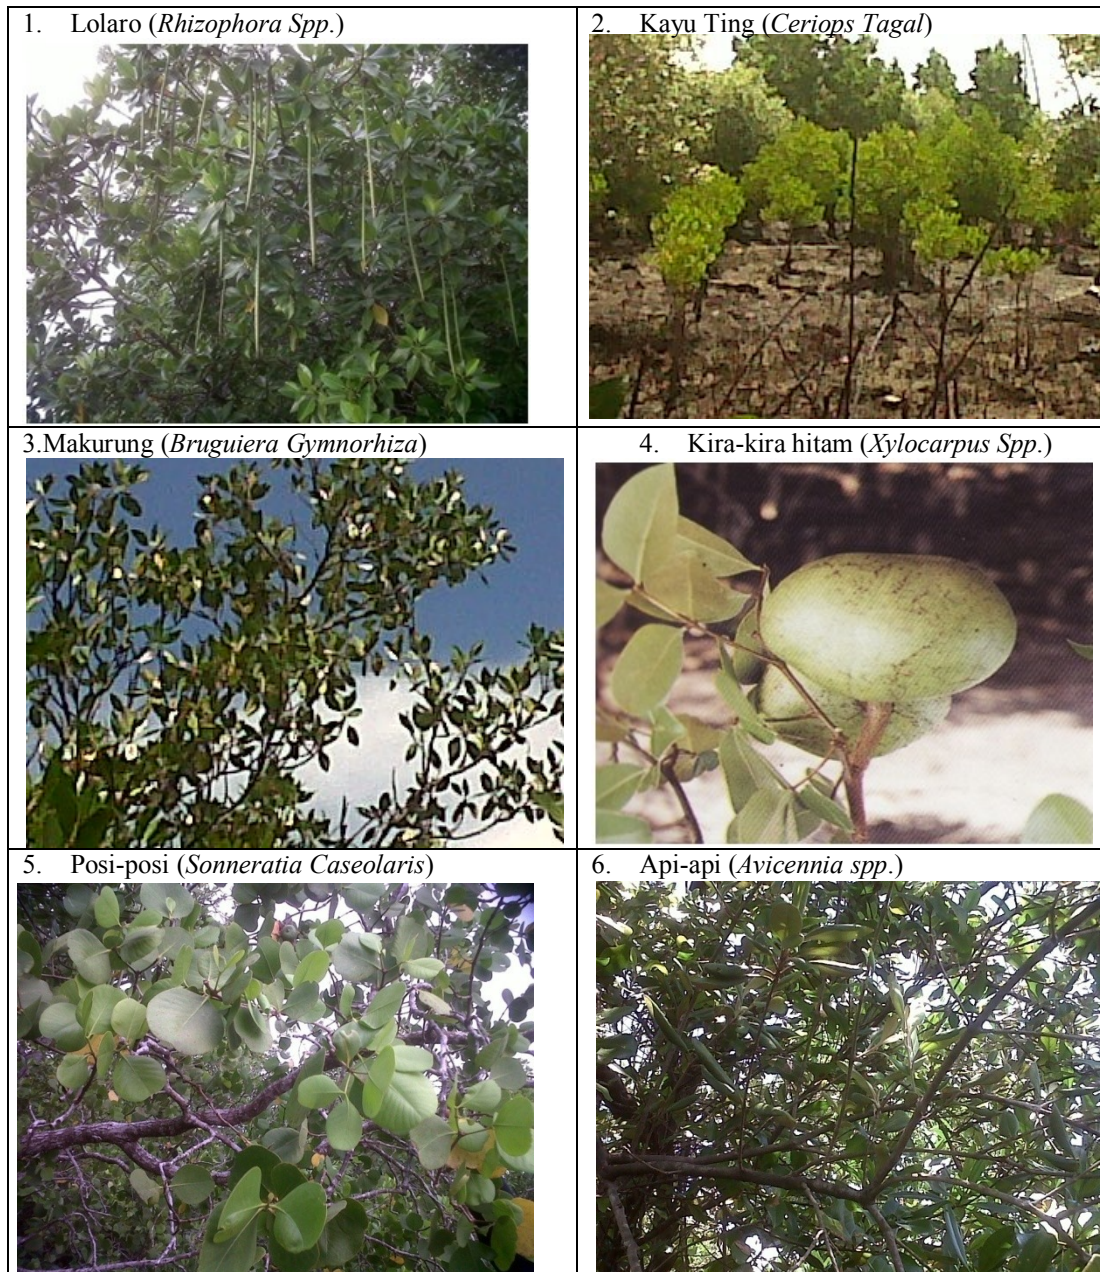 1. Lolaro (Rhizophora Spp.)
2. Kayu Ting (Ceriops Tagal)
3.Makurung (Bruguiera Gymnorhiza)
4. Kira-kira hitam (Xylocarpus Spp.)
5. Posi-posi (Sonneratia Caseolaris)
6. Api-api (Avicennia spp.)